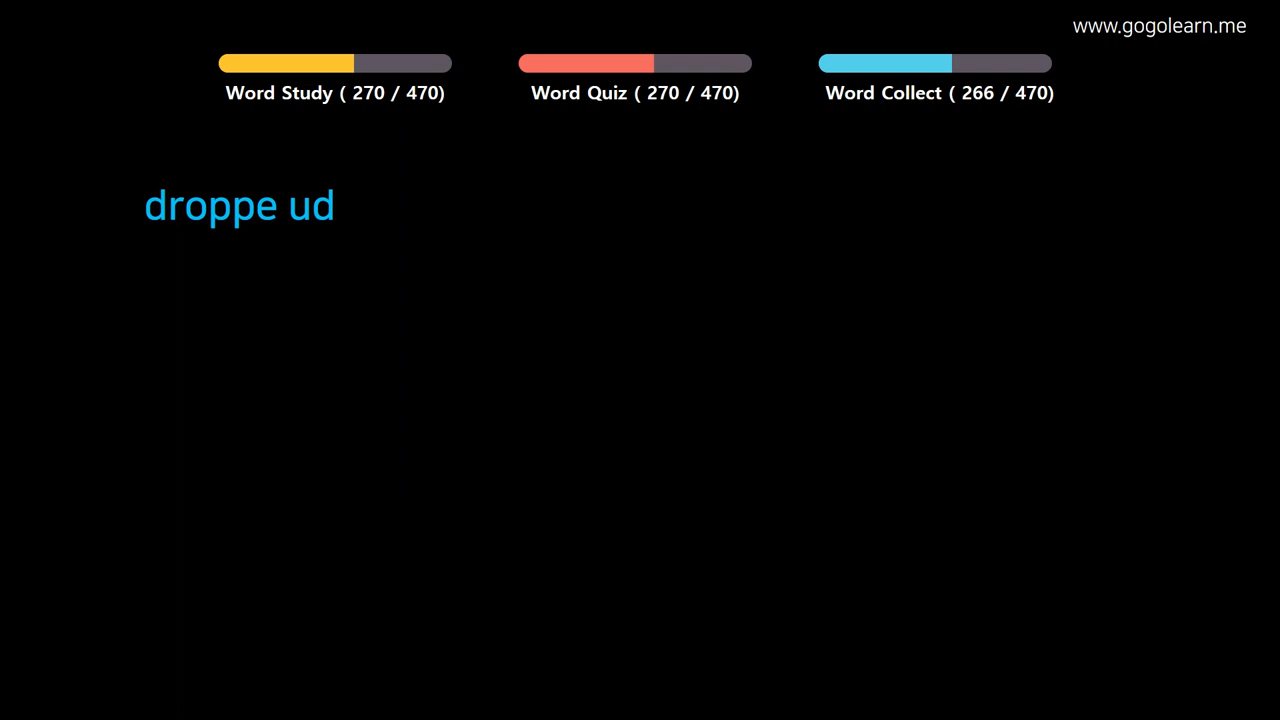 www.gogolearn.me
Word Study ( 270 / 470)
Word Quiz ( 270 / 470)
Word Collect ( 266 / 470)
droppe ud